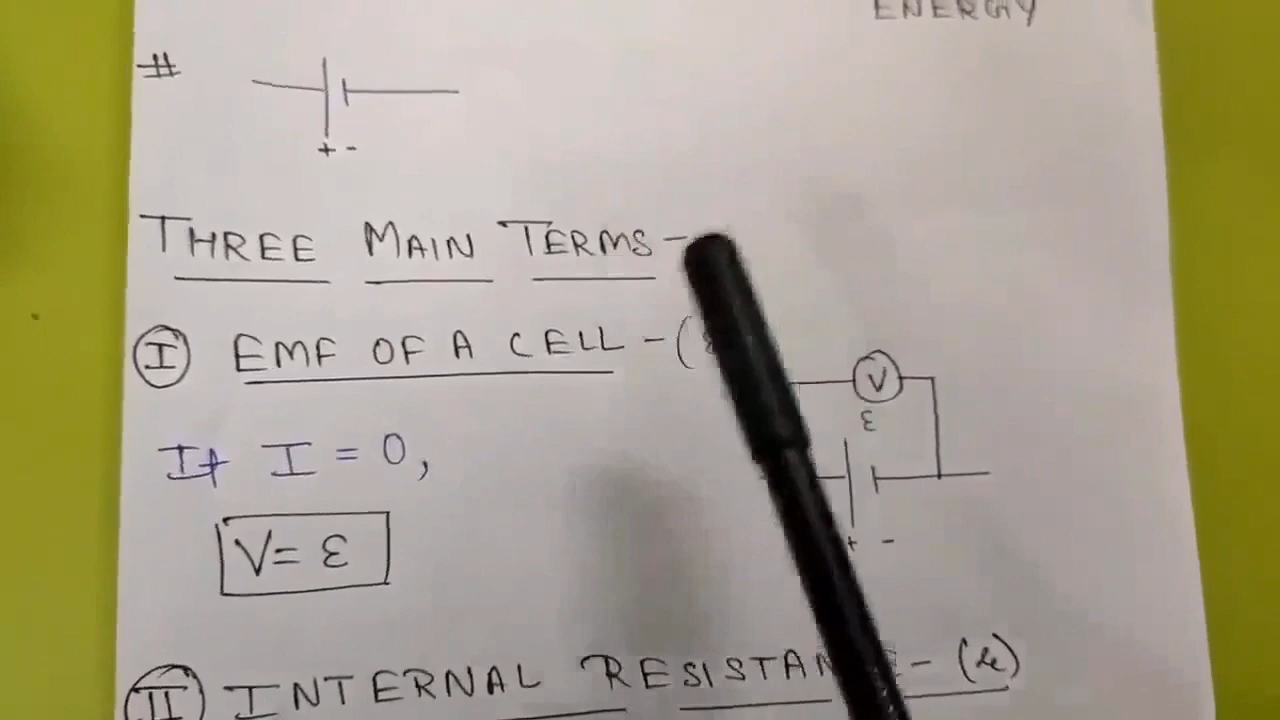 ENERGY
#
+ -
THREE MAIN TERMS -
I EMF OF A CELL - (
V
ε
If I = 0,
V = ε
+ -
II INTERNAL RESISTAN - (r)